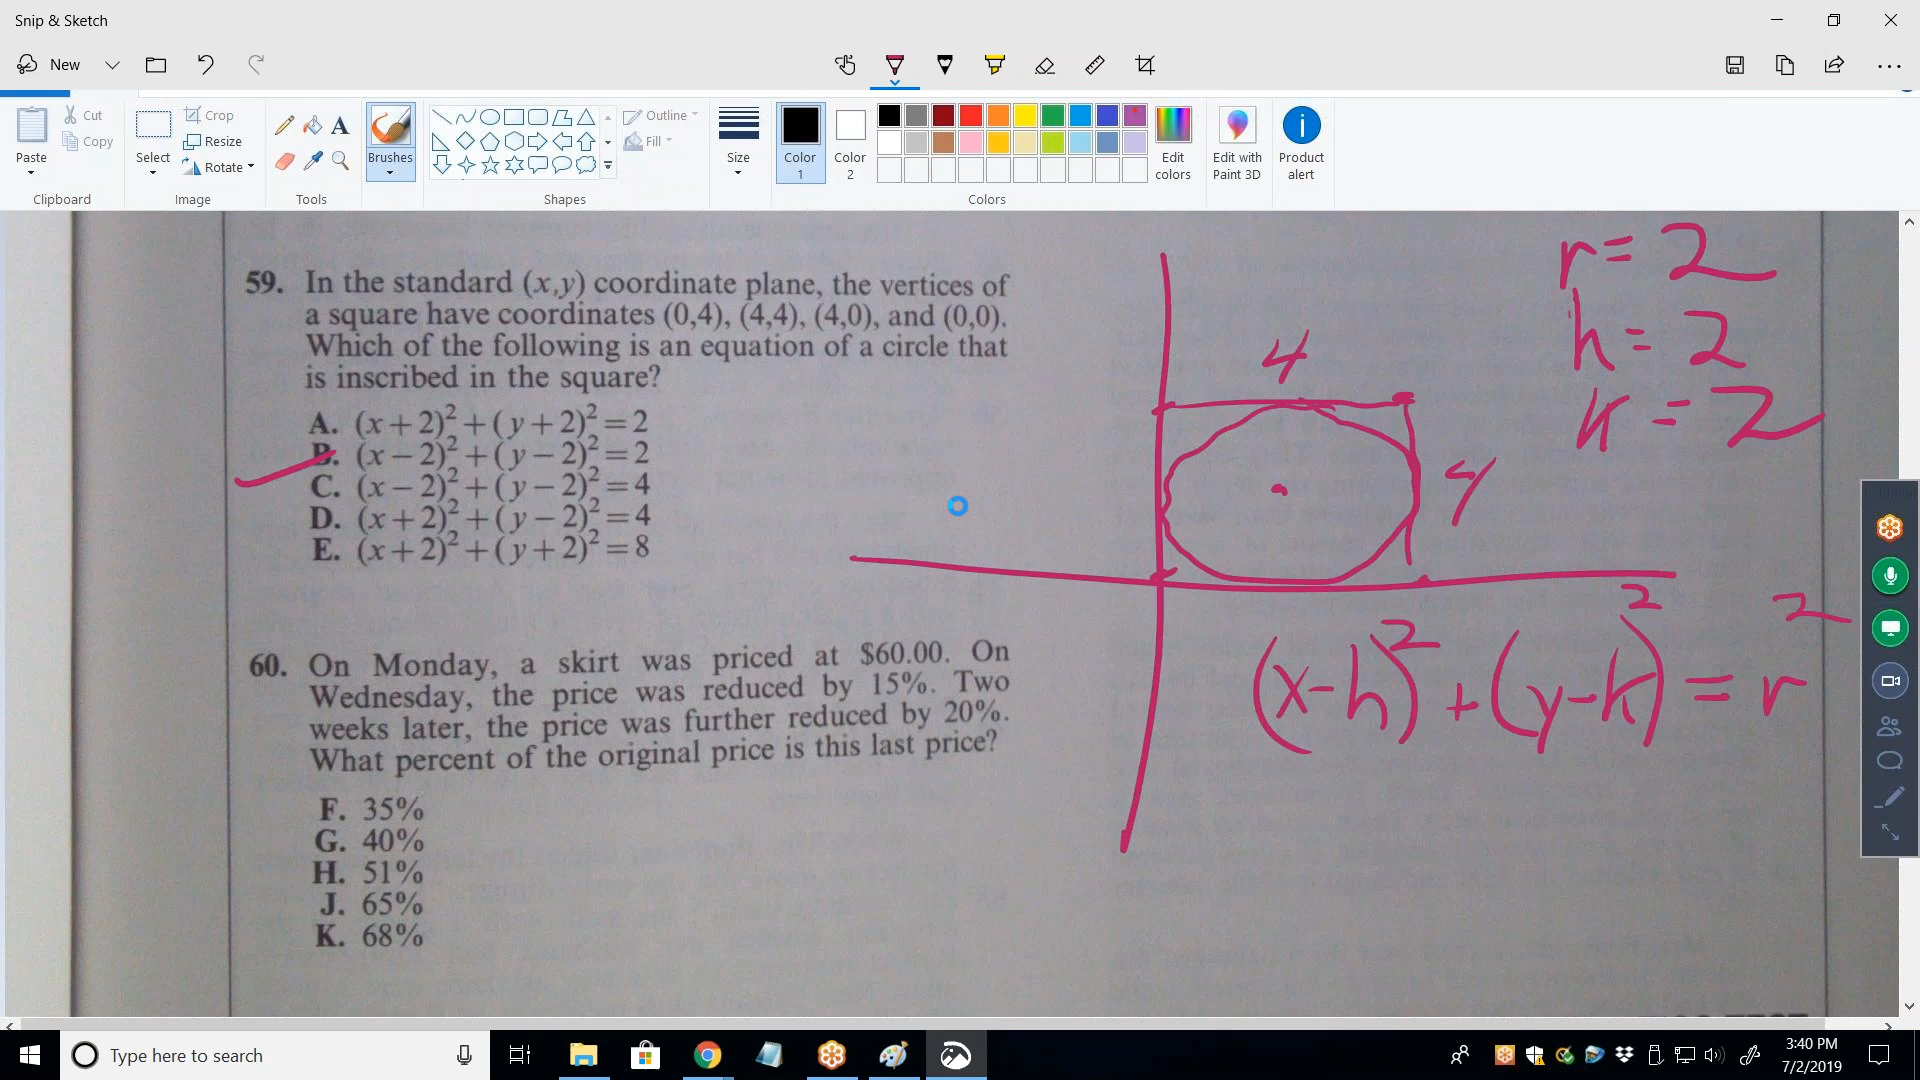 Snip & Sketch
New
Paste
Cut
Copy
Clipboard
Select
Crop
Resize
Rotate
Image
Tools
Brushes
Shapes
Outline
Fill
Size
Color 1
Color 2
Colors
Edit colors
Edit with Paint 3D
Product alert
59. In the standard (x,y) coordinate plane, the vertices of
a square have coordinates (0,4), (4,4), (4,0), and (0,0).
Which of the following is an equation of a circle that
is inscribed in the square?
A. (x + 2)² + (y + 2)² = 2
B. (x − 2)² + (y − 2)² = 2
C. (x − 2)² + (y − 2)² = 4
D. (x + 2)² + (y − 2)² = 4
E. (x + 2)² + (y + 2)² = 8
60. On Monday, a skirt was priced at $60.00. On
Wednesday, the price was reduced by 15%. Two
weeks later, the price was further reduced by 20%.
What percent of the original price is this last price?
F. 35%
G. 40%
H. 51%
J. 65%
K. 68%
r = 2
h = 2
k = 2
4
4
(x-h)² + (y-k)² = r²
Type here to search
3:40 PM
7/2/2019